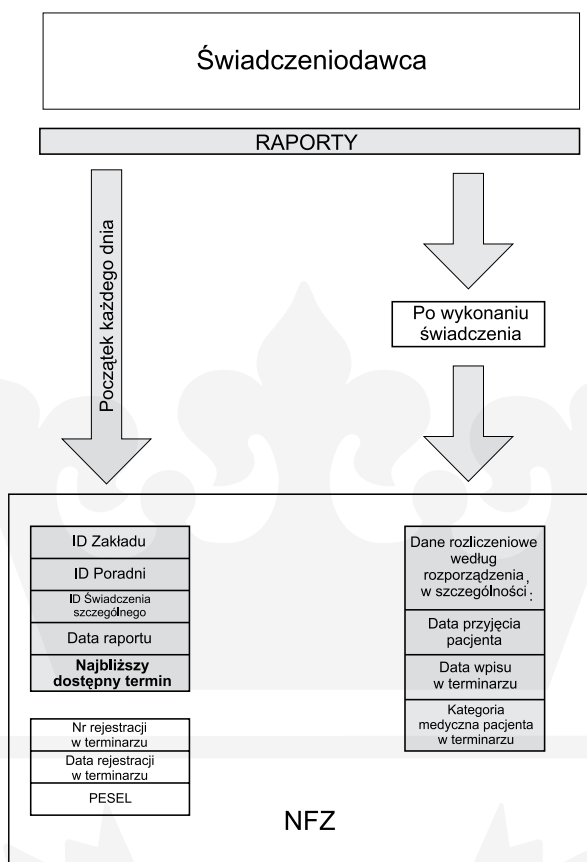 Świadczeniodawca
RAPORTY
Początek każdego dnia
Po wykonaniu
świadczenia
ID Zakładu
ID Poradni
ID Świadczenia
szczególnego
Data raportu
Najbliższy
dostępny termin
Nr rejestracji
w terminarzu
Data rejestracji
w terminarzu
PESEL
Dane rozliczeniowe
według
rozporządzenia,
w szczególności:
Data przyjęcia
pacjenta
Data wpisu
w terminarzu
Kategoria
medyczna pacjenta
w terminarzu
NFZ